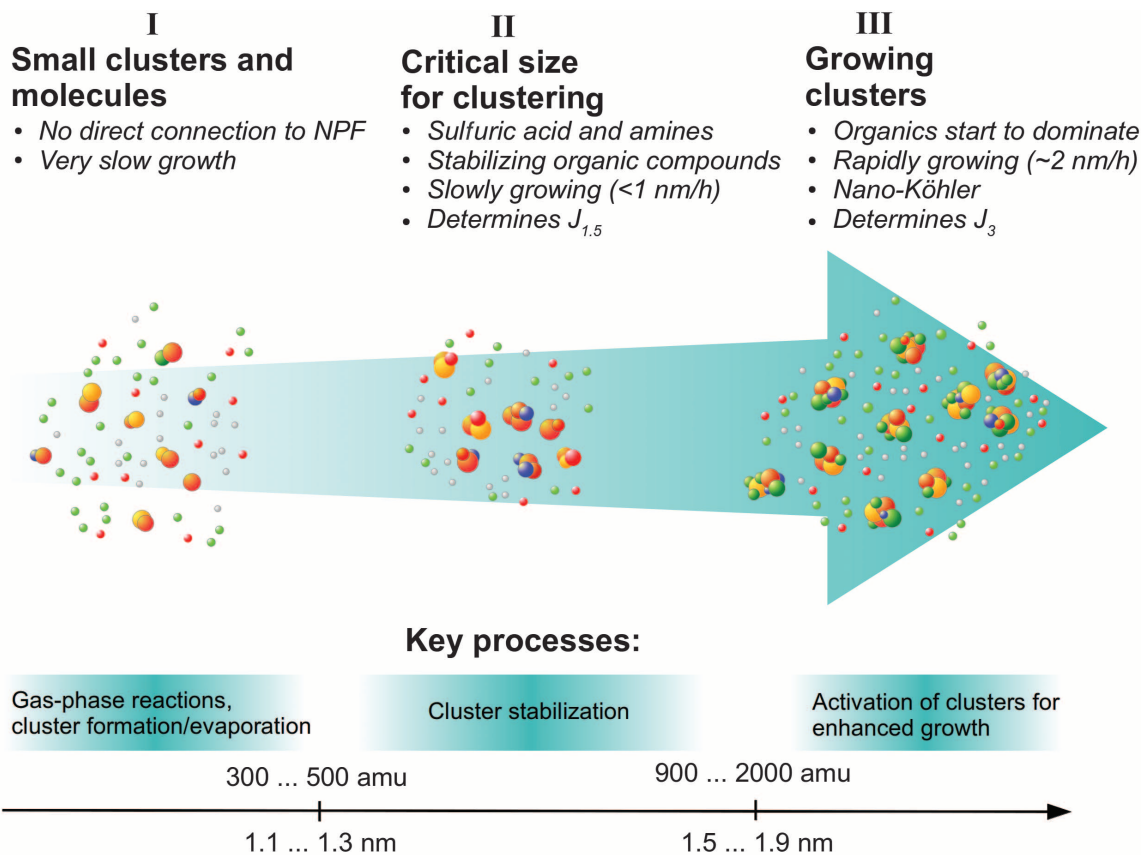 I
Small clusters and
molecules
• No direct connection to NPF
• Very slow growth
II
Critical size
for clustering
• Sulfuric acid and amines
• Stabilizing organic compounds
• Slowly growing (<1 nm/h)
• Determines J1.5
III
Growing
clusters
• Organics start to dominate
• Rapidly growing (~2 nm/h)
• Nano-Köhler
• Determines J3
Key processes:
Gas-phase reactions,
cluster formation/evaporation
Cluster stabilization
Activation of clusters for
enhanced growth
300 ... 500 amu
900 ... 2000 amu
1.1 ... 1.3 nm
1.5 ... 1.9 nm